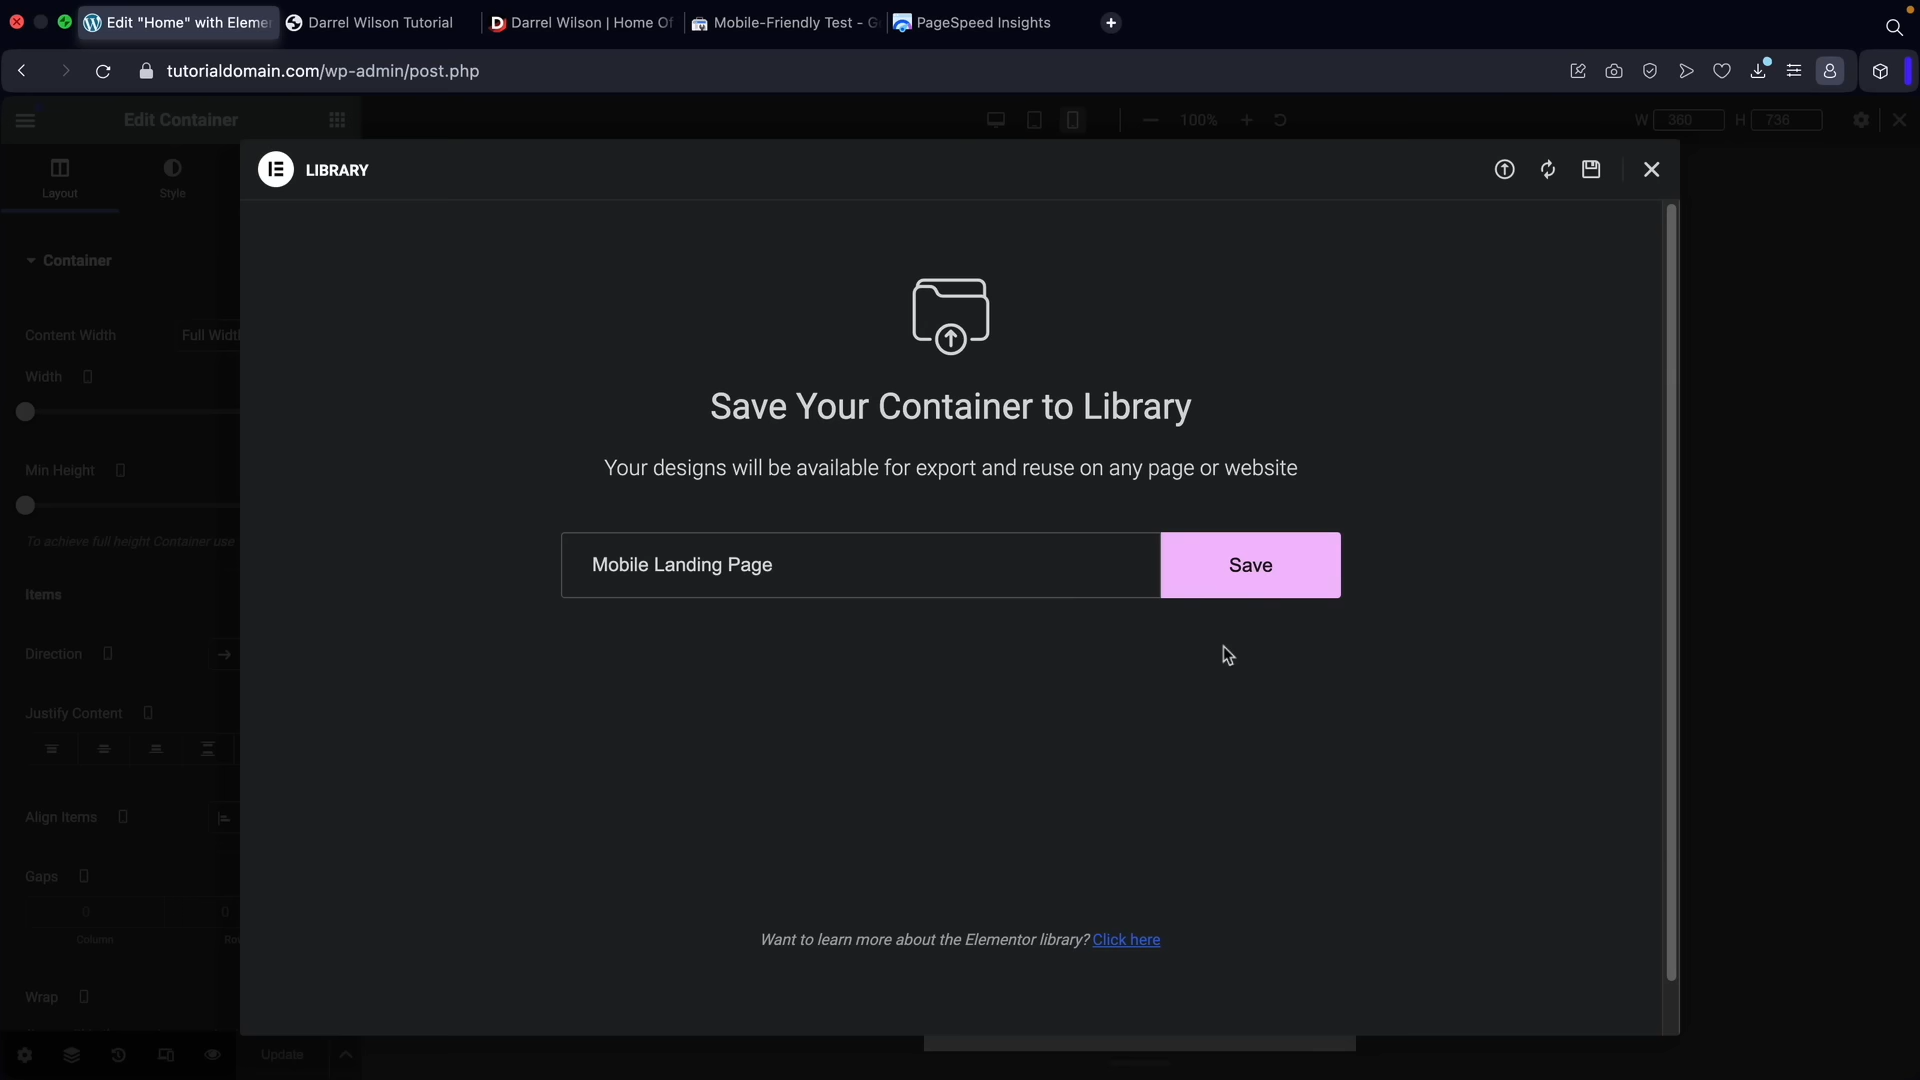 Edit "Home" with Eleme
Darrel Wilson Tutorial
Darrel Wilson | Home Of
Mobile-Friendly Test - G
PageSpeed Insights
tutorialdomain.com/wp-admin/post.php
Edit Container
100%
W 360 H 736
Layout
Style
LIBRARY
Container
Content Width
Full Widt
Width
Min Height
To achieve full height Container use
Items
Direction
Justify Content
Align Items
Gaps
0
0
Column
Ro
Wrap
Update
Save Your Container to Library
Your designs will be available for export and reuse on any page or website
Mobile Landing Page
Save
Want to learn more about the Elementor library? Click here